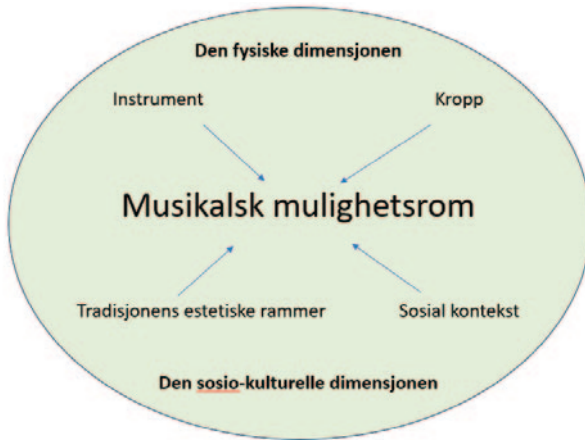 Den fysiske dimensjonen
Instrument
Kropp
Musikalsk mulighetsrom
Tradisjonens estetiske rammer
Sosial kontekst
Den sosio-kulturelle dimensjonen